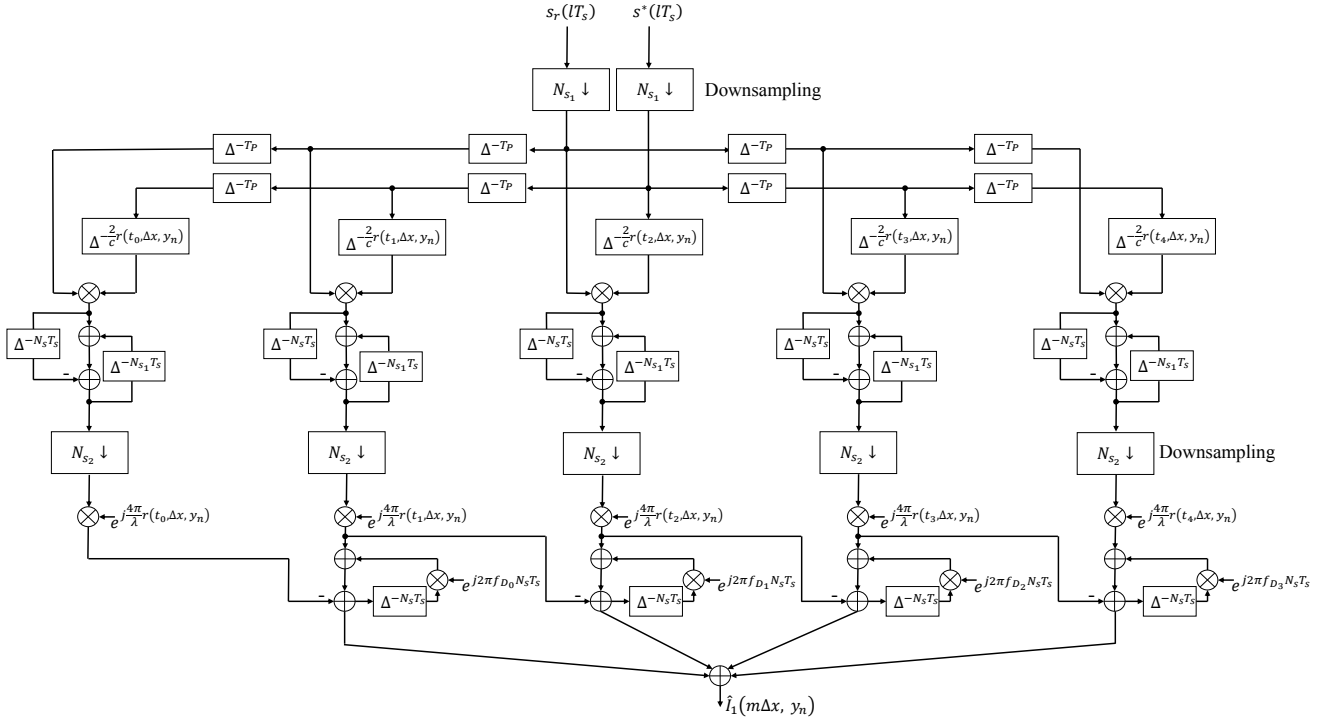 s_r(lT_s) s^*(lT_s)
N_{s_1} ↓ N_{s_1} ↓ Downsampling
Δ^{-T_P} Δ^{-T_P} Δ^{-T_P} Δ^{-T_P}
Δ^{-T_P} Δ^{-T_P} Δ^{-T_P} Δ^{-T_P}
Δ^{-\frac{2}{c}r(t_0,Δx, y_n)} Δ^{-\frac{2}{c}r(t_1,Δx, y_n)} Δ^{-\frac{2}{c}r(t_2,Δx, y_n)} Δ^{-\frac{2}{c}r(t_3,Δx, y_n)} Δ^{-\frac{2}{c}r(t_4,Δx, y_n)}
Δ^{-N_sT_s} Δ^{-N_sT_s} Δ^{-N_sT_s} Δ^{-N_sT_s} Δ^{-N_sT_s}
Δ^{-N_{s_1}T_s} Δ^{-N_{s_1}T_s} Δ^{-N_{s_1}T_s} Δ^{-N_{s_1}T_s} Δ^{-N_{s_1}T_s}
- - - - -
N_{s_2} ↓ N_{s_2} ↓ N_{s_2} ↓ N_{s_2} ↓ N_{s_2} ↓ Downsampling
e^{j\frac{4π}{λ}r(t_0,Δx, y_n)} e^{j\frac{4π}{λ}r(t_1,Δx, y_n)} e^{j\frac{4π}{λ}r(t_2,Δx, y_n)} e^{j\frac{4π}{λ}r(t_3,Δx, y_n)} e^{j\frac{4π}{λ}r(t_4,Δx, y_n)}
e^{j2πf_{D_0}N_sT_s} e^{j2πf_{D_1}N_sT_s} e^{j2πf_{D_2}N_sT_s} e^{j2πf_{D_3}N_sT_s}
- Δ^{-N_sT_s} - Δ^{-N_sT_s} - Δ^{-N_sT_s} - Δ^{-N_sT_s}
Î_1(mΔx, y_n)